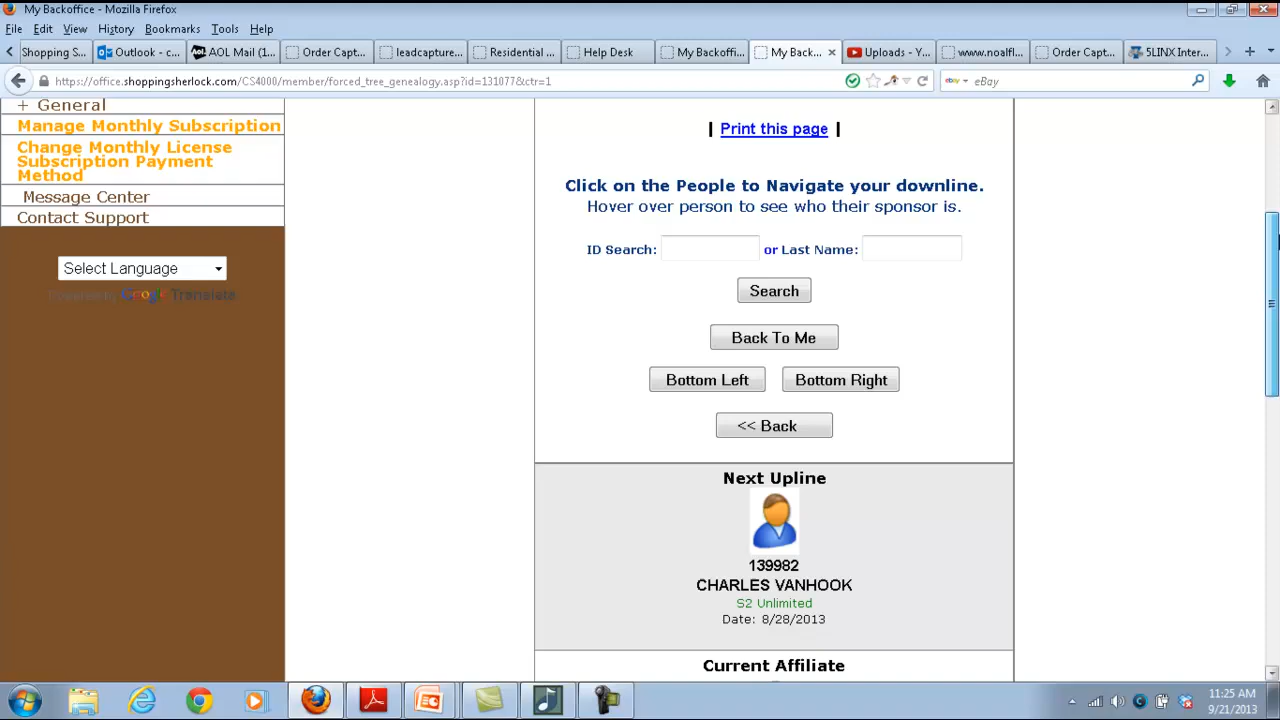 My Backoffice - Mozilla Firefox
File Edit View History Bookmarks Tools Help
Shopping S... Outlook - c... AOL Mail (1... Order Capt... leadcapture... Residential ... Help Desk My Backoffi... My Back... × Uploads - Y... www.noalfl... Order Capt... 5LINX Inter...
https://office.shoppingsherlock.com/CS4000/member/forced_tree_genealogy.asp?id=131077&ctr=1
eBay
+ General
Manage Monthly Subscription
Change Monthly License
Subscription Payment
Method
Message Center
Contact Support
Select Language
Powered by Google Translate
| Print this page |
Click on the People to Navigate your downline.
Hover over person to see who their sponsor is.
ID Search: or Last Name:
Search
Back To Me
Bottom Left Bottom Right
<< Back
Next Upline
139982
CHARLES VANHOOK
S2 Unlimited
Date: 8/28/2013
Current Affiliate
11:25 AM
9/21/2013